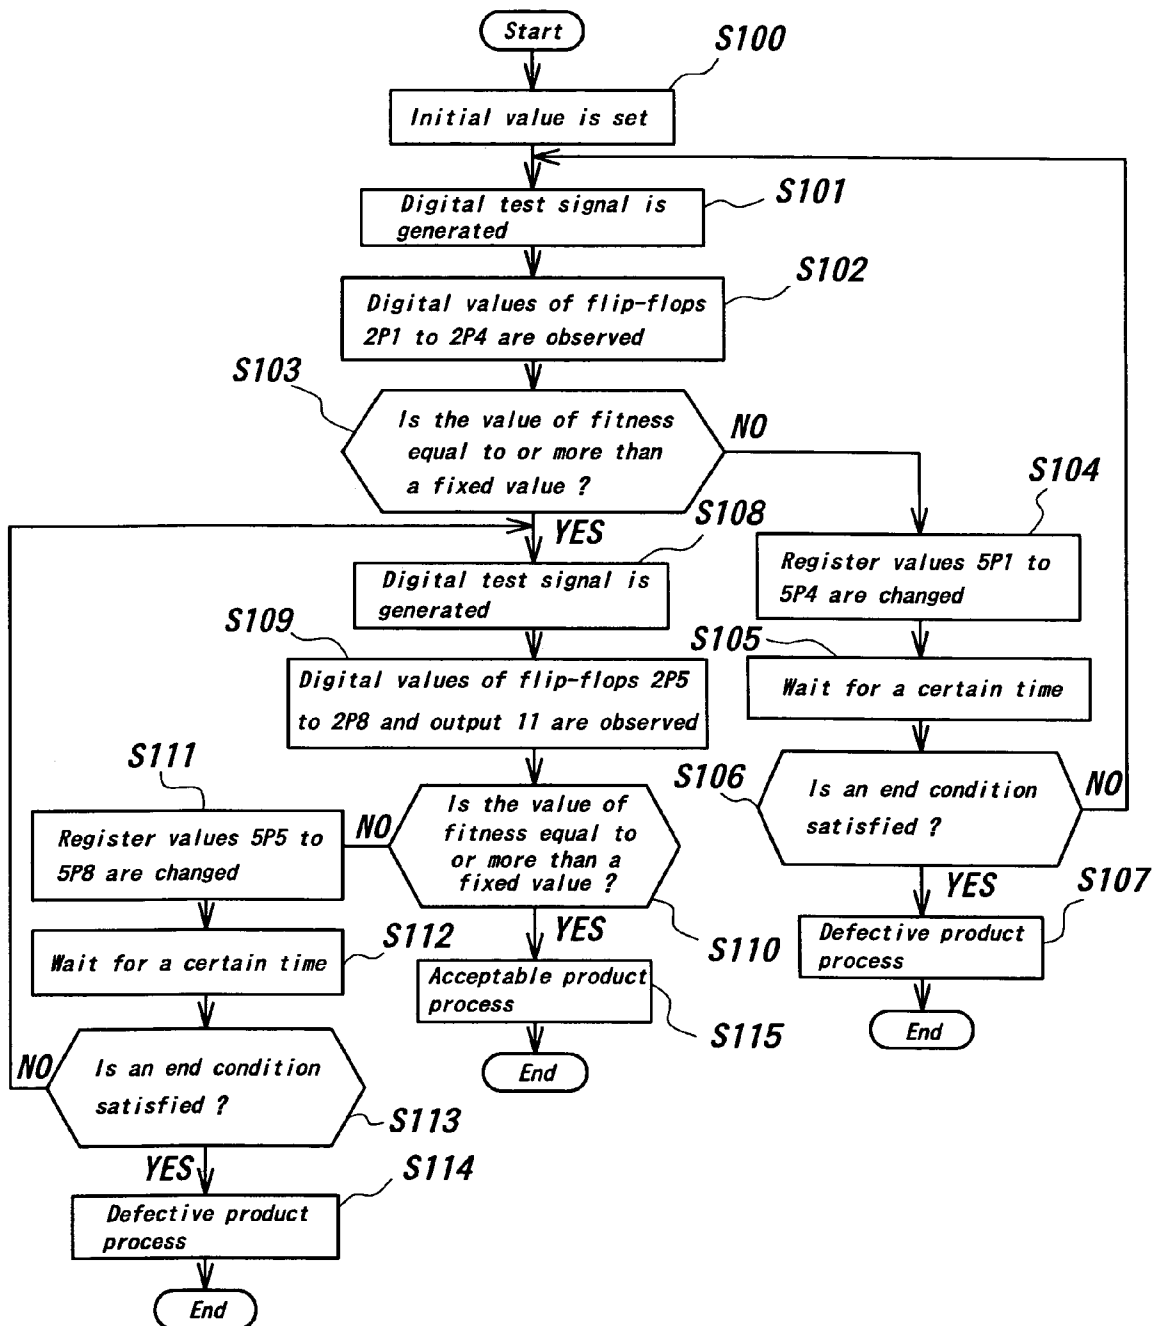 Start
S100
Initial value is set
S101
Digital test signal is
generated
S102
Digital values of flip-flops
2P1 to 2P4 are observed
S103
Is the value of fitness
equal to or more than
a fixed value ?
NO
YES
S104
Register values 5P1 to
5P4 are changed
S108
Digital test signal is
generated
S105
Wait for a certain time
S109
Digital values of flip-flops 2P5
to 2P8 and output 11 are observed
S106
Is an end condition
satisfied ?
NO
YES
S111
Register values 5P5 to
5P8 are changed
NO
Is the value of
fitness equal to
or more than a
fixed value ?
YES
S110
S107
Defective product
process
End
S112
Wait for a certain time
Acceptable product
process
S115
End
NO
Is an end condition
satisfied ?
S113
YES
S114
Defective product
process
End